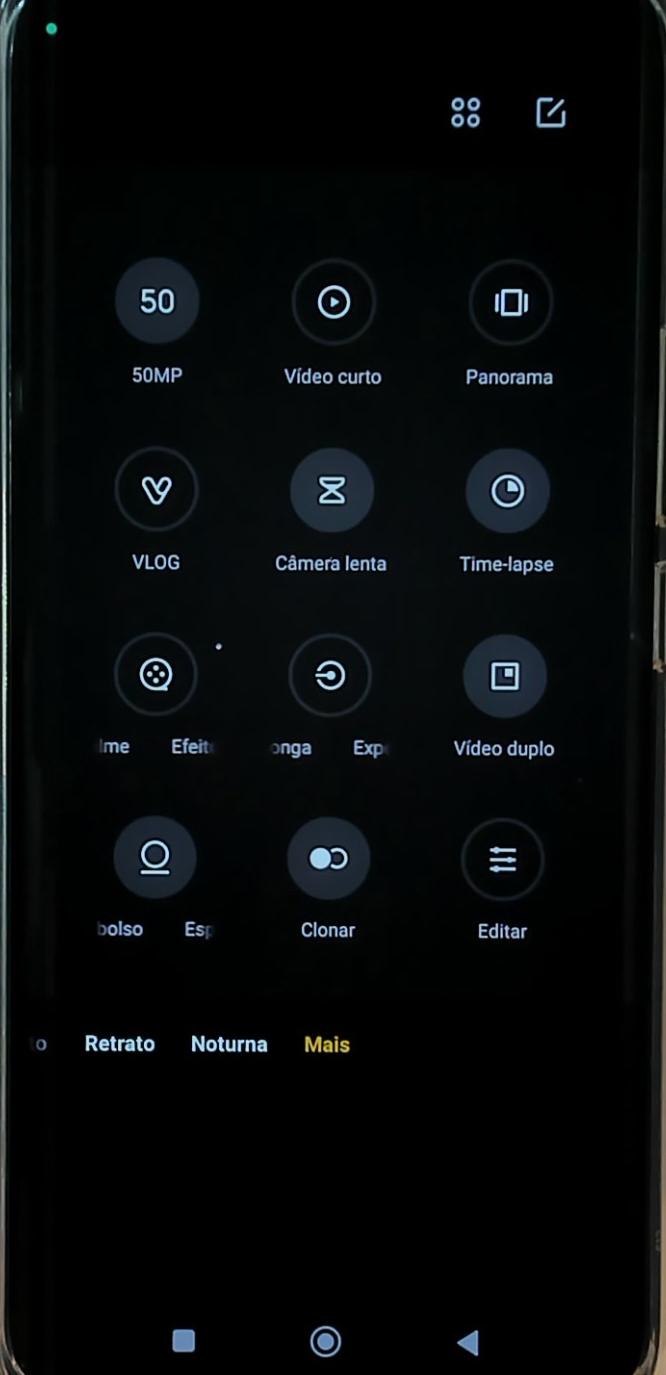 50
50MP
Vídeo curto
Panorama
VLOG
Câmera lenta
Time-lapse
lme Efeit
onga Exp
Vídeo duplo
bolso Esp
Clonar
Editar
o Retrato Noturna Mais